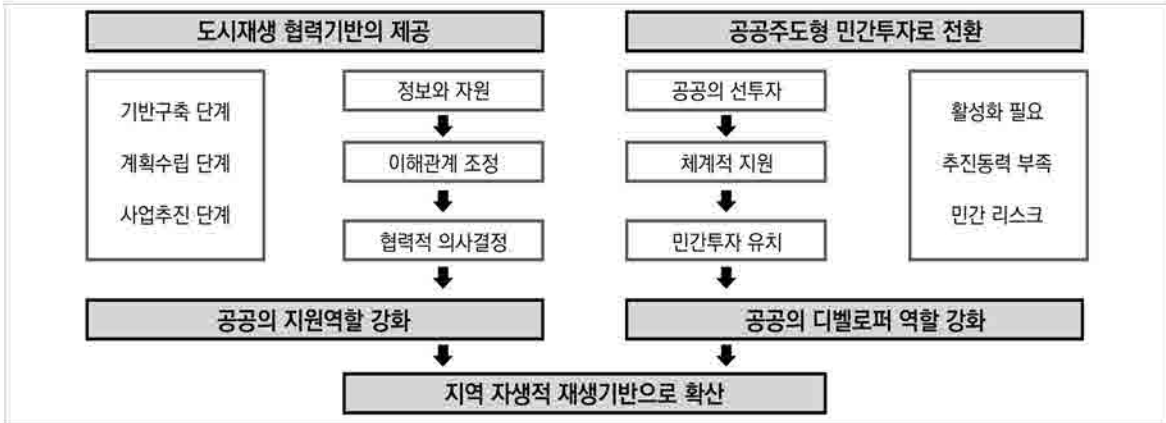 도시재생 협력기반의 제공
공공주도형 민간투자로 전환
기반구축 단계
계획수립 단계
사업추진 단계
정보와 자원
이해관계 조정
협력적 의사결정
공공의 선투자
체계적 지원
민간투자 유치
활성화 필요
추진동력 부족
민간 리스크
공공의 지원역할 강화
공공의 디벨로퍼 역할 강화
지역 자생적 재생기반으로 확산